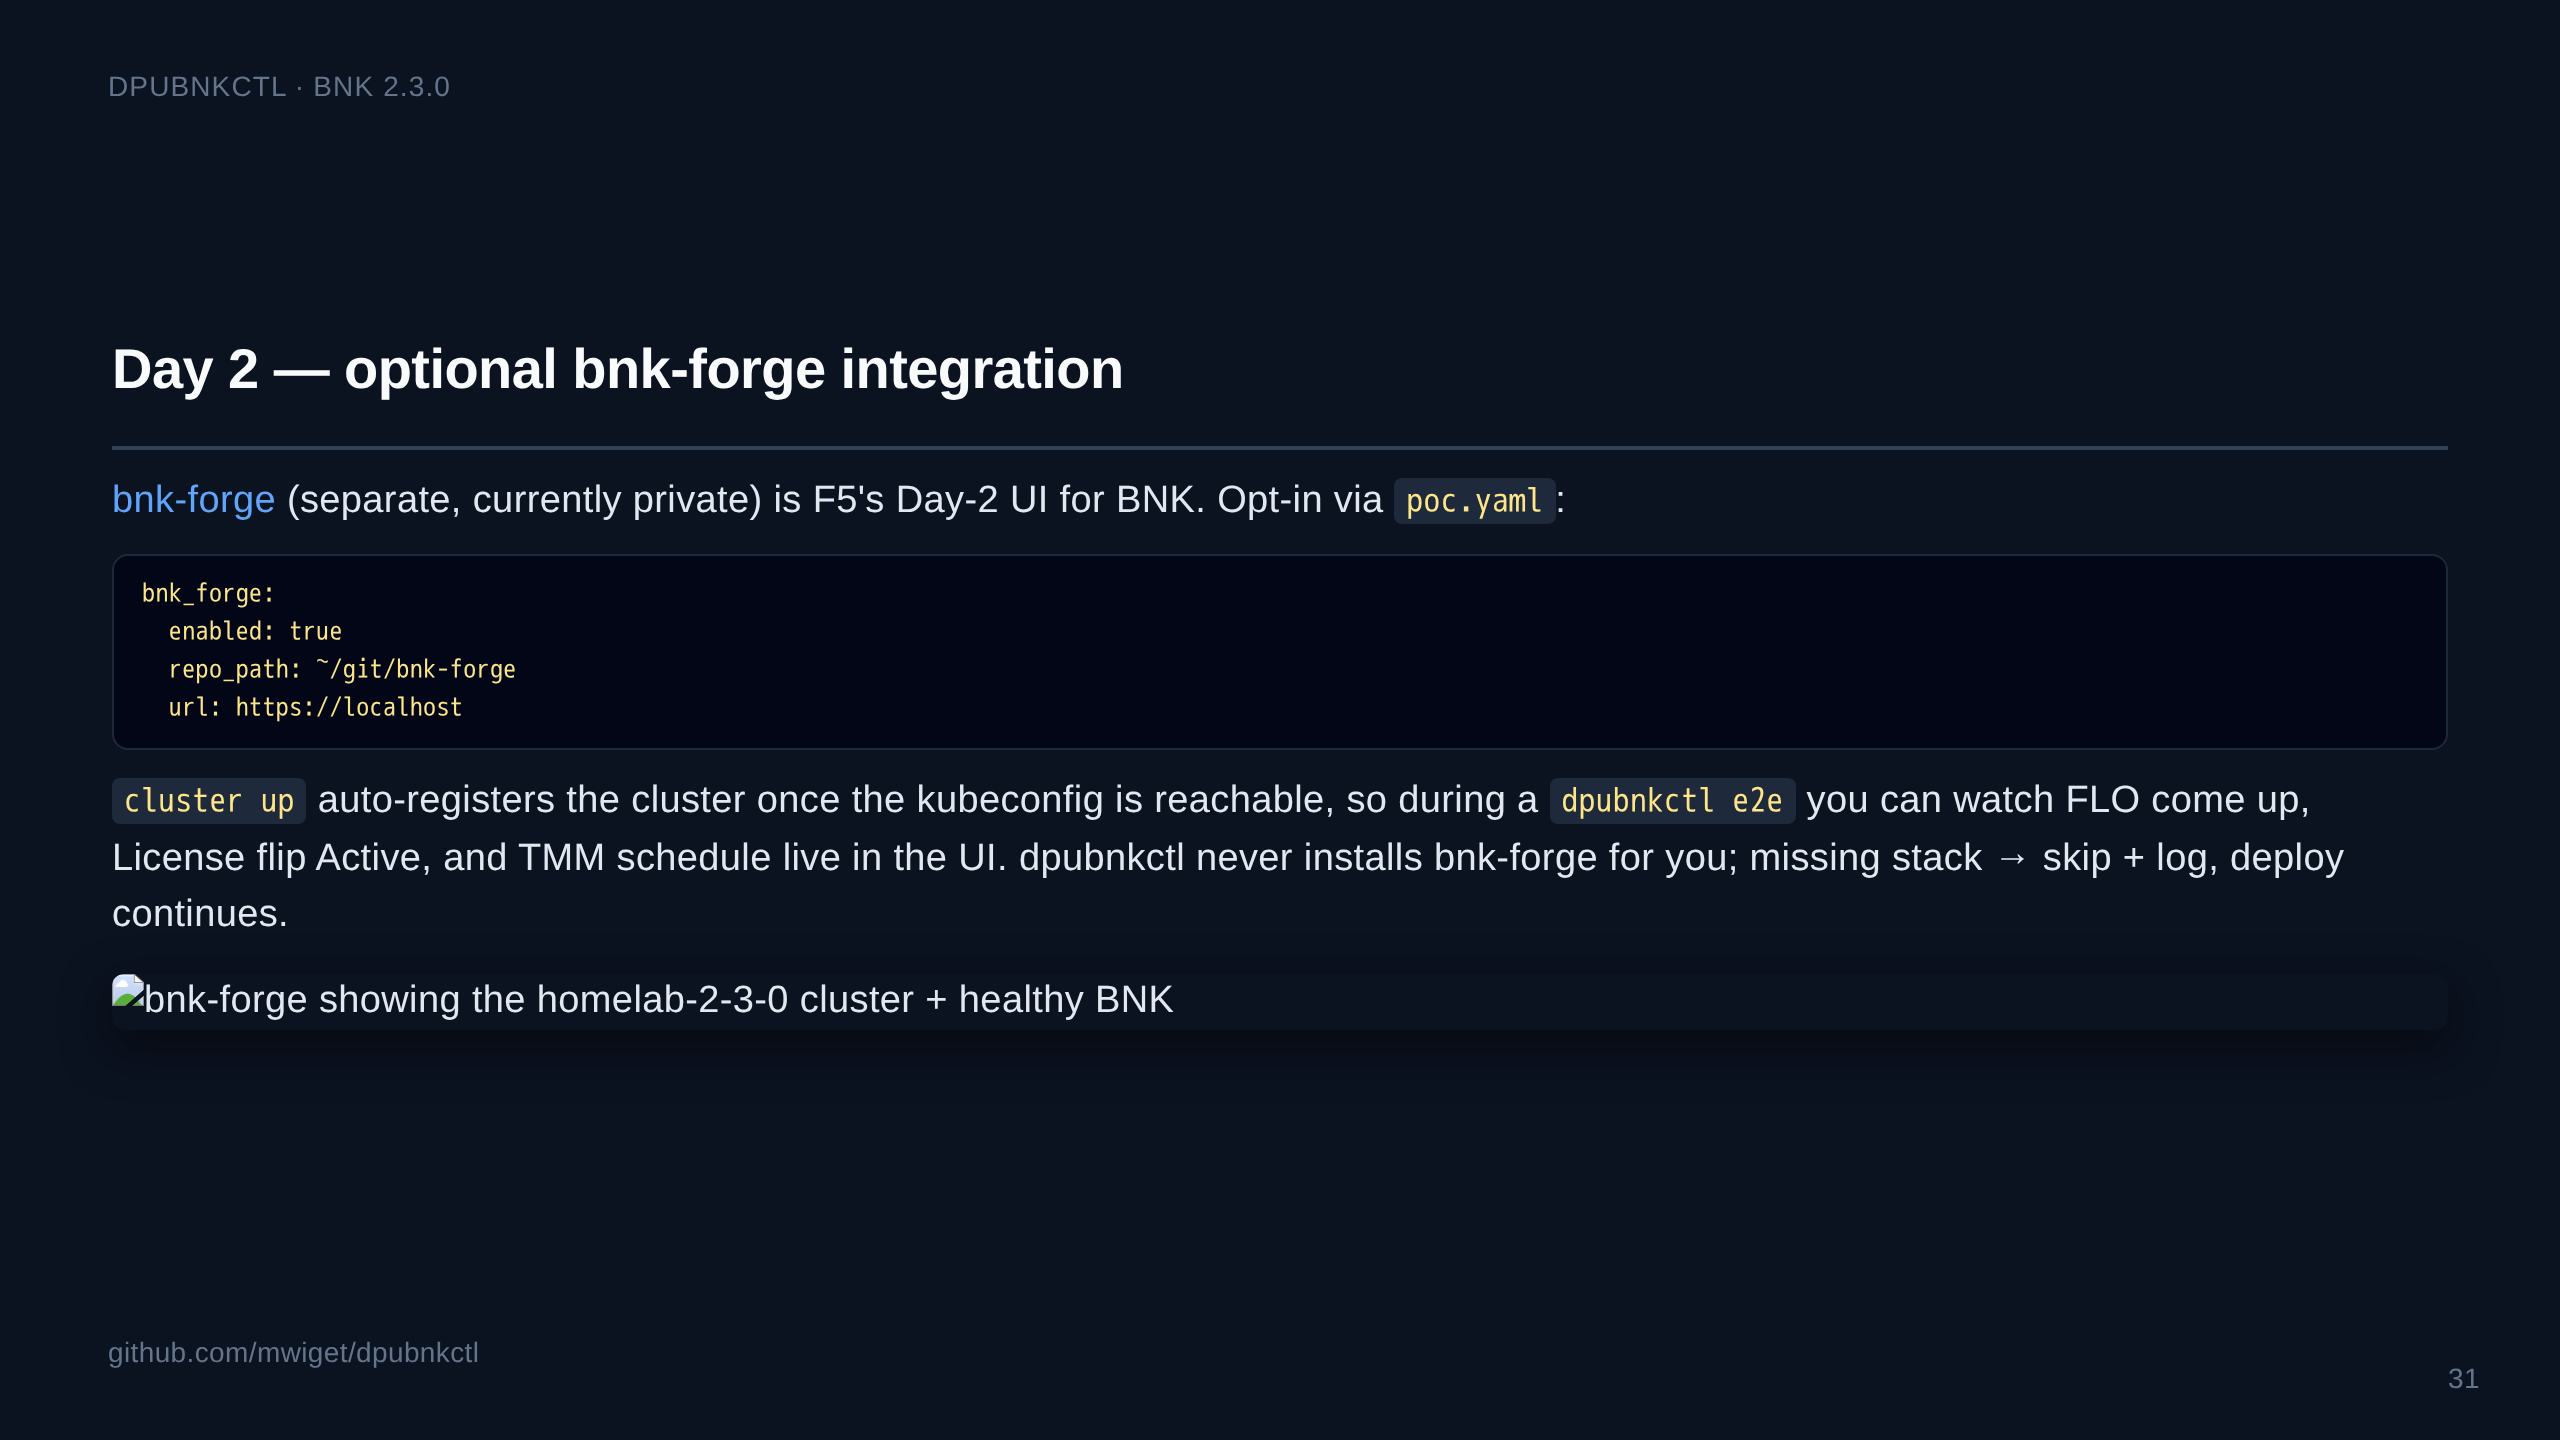 DPUBNKCTL · BNK 2.3.0
Day 2 — optional bnk-forge integration
bnk-forge (separate, currently private) is F5's Day-2 UI for BNK. Opt-in via poc.yaml:
bnk_forge:
  enabled: true
  repo_path: ~/git/bnk-forge
  url: https://localhost
cluster up auto-registers the cluster once the kubeconfig is reachable, so during a dpubnkctl e2e you can watch FLO come up,
License flip Active, and TMM schedule live in the UI. dpubnkctl never installs bnk-forge for you; missing stack → skip + log, deploy
continues.
bnk-forge showing the homelab-2-3-0 cluster + healthy BNK
github.com/mwiget/dpubnkctl
31